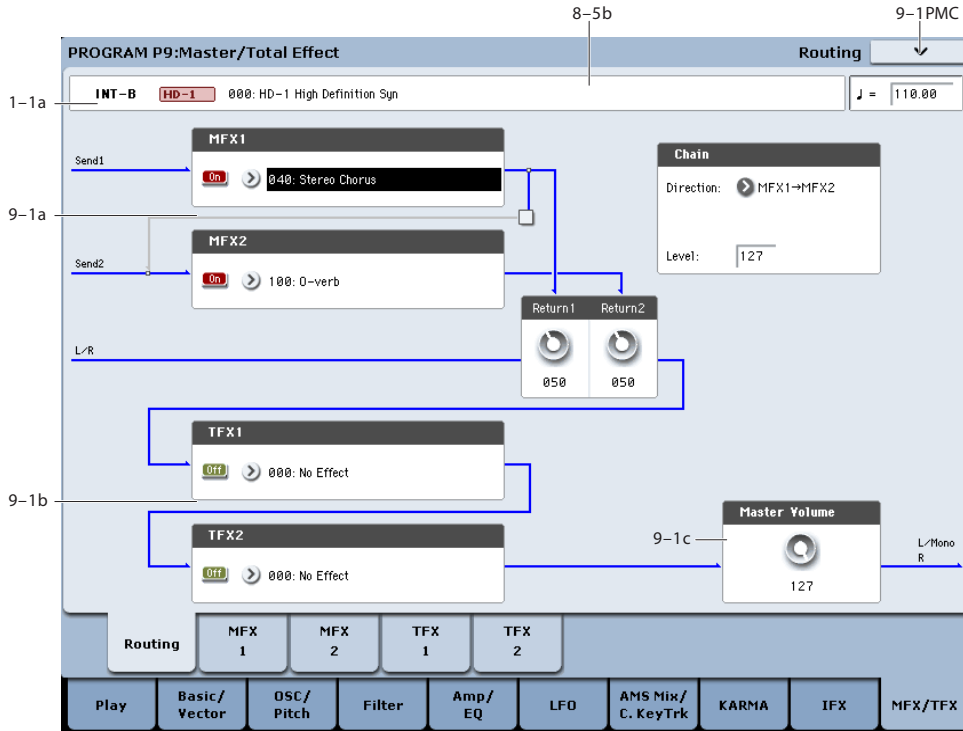 8–5b
9–1PMC
PROGRAM P9:Master/Total Effect
Routing
1–1a
INT–B
HD–1
000: HD–1 High Definition Syn
♩ = 110.00
MFX1
Send1
On
040: Stereo Chorus
Chain
Direction:
MFX1→MFX2
Level:
127
9–1a
MFX2
Send2
On
100: O–verb
Return1
Return2
L/R
050
050
TFX1
Off
000: No Effect
9–1b
TFX2
Off
000: No Effect
9–1c
Master Volume
127
L/Mono
R
Routing
MFX
1
MFX
2
TFX
1
TFX
2
Play
Basic/
Vector
OSC/
Pitch
Filter
Amp/
EQ
LFO
AMS Mix/
C. KeyTrk
KARMA
IFX
MFX/TFX